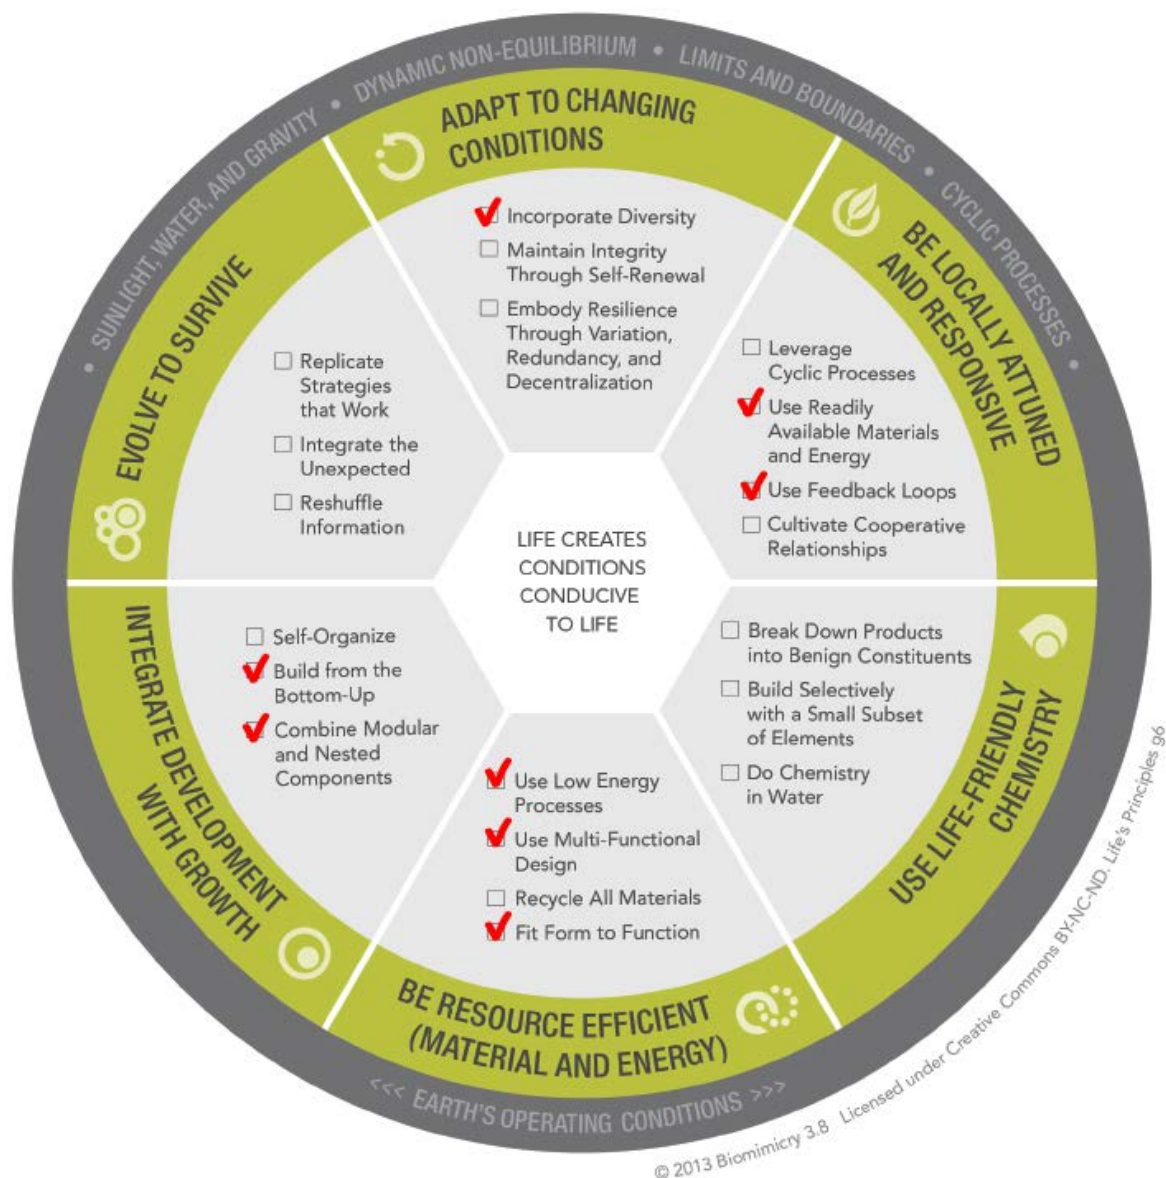 • SUNLIGHT, WATER, AND GRAVITY • DYNAMIC NON-EQUILIBRIUM • LIMITS AND BOUNDARIES • CYCLIC PROCESSES •
ADAPT TO CHANGING
CONDITIONS
Incorporate Diversity
Maintain Integrity
Through Self-Renewal
Embody Resilience
Through Variation,
Redundancy, and
Decentralization
BE LOCALLY ATTUNED
AND RESPONSIVE
Leverage
Cyclic Processes
Use Readily
Available Materials
and Energy
Use Feedback Loops
Cultivate Cooperative
Relationships
USE LIFE-FRIENDLY
CHEMISTRY
Break Down Products
into Benign Constituents
Build Selectively
with a Small Subset
of Elements
Do Chemistry
in Water
BE RESOURCE EFFICIENT
(MATERIAL AND ENERGY)
Use Low Energy
Processes
Use Multi-Functional
Design
Recycle All Materials
Fit Form to Function
INTEGRATE DEVELOPMENT
WITH GROWTH
Self-Organize
Build from the
Bottom-Up
Combine Modular
and Nested
Components
EVOLVE TO SURVIVE
Replicate
Strategies
that Work
Integrate the
Unexpected
Reshuffle
Information
LIFE CREATES
CONDITIONS
CONDUCIVE
TO LIFE
<<< EARTH'S OPERATING CONDITIONS >>>
© 2013 Biomimicry 3.8 Licensed under Creative Commons BY-NC-ND. Life's Principles g6